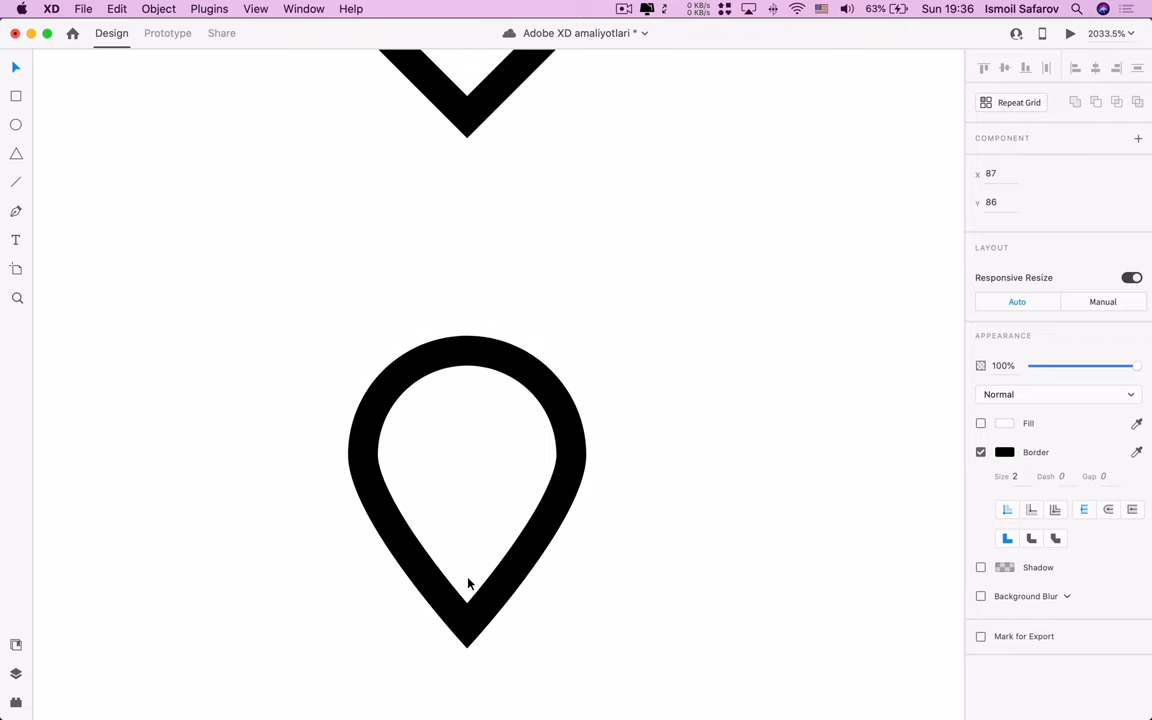 XD File Edit Object Plugins View Window Help 0 KB/s 0 KB/s 63% Sun 19:36 Ismoil Safarov
Design Prototype Share Adobe XD amaliyotlari * 2033.5%
Repeat Grid
COMPONENT
X 87
Y 86
LAYOUT
Responsive Resize
Auto Manual
APPEARANCE
100%
Normal
Fill
Border
Size 2 Dash 0 Gap 0
Shadow
Background Blur
Mark for Export
T